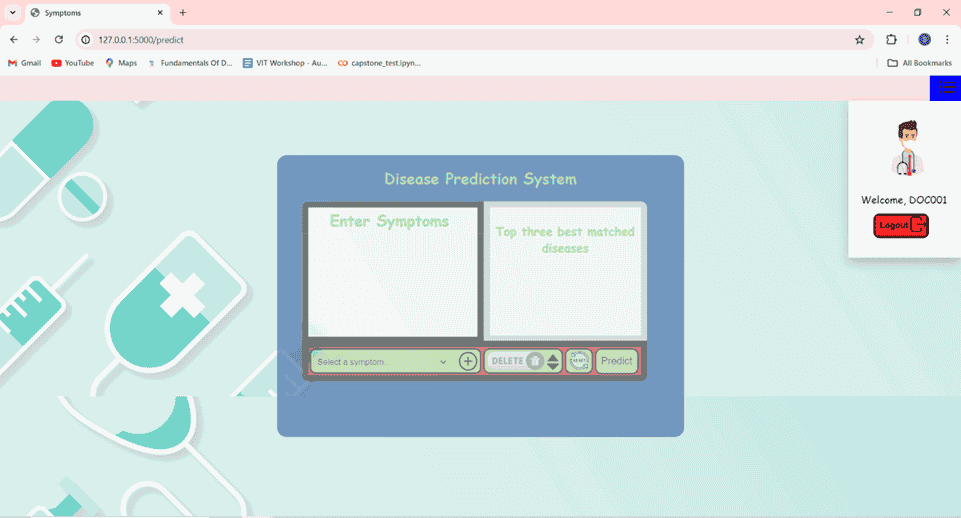 Symptoms
127.0.0.1:5000/predict
Gmail
YouTube
Maps
Fundamentals Of D...
VIT Workshop - Au...
capstone_test.ipyn...
All Bookmarks
Welcome, DOC001
Logout
Disease Prediction System
Enter Symptoms
Top three best matched
diseases
Select a symptom...
DELETE
RESET
Predict